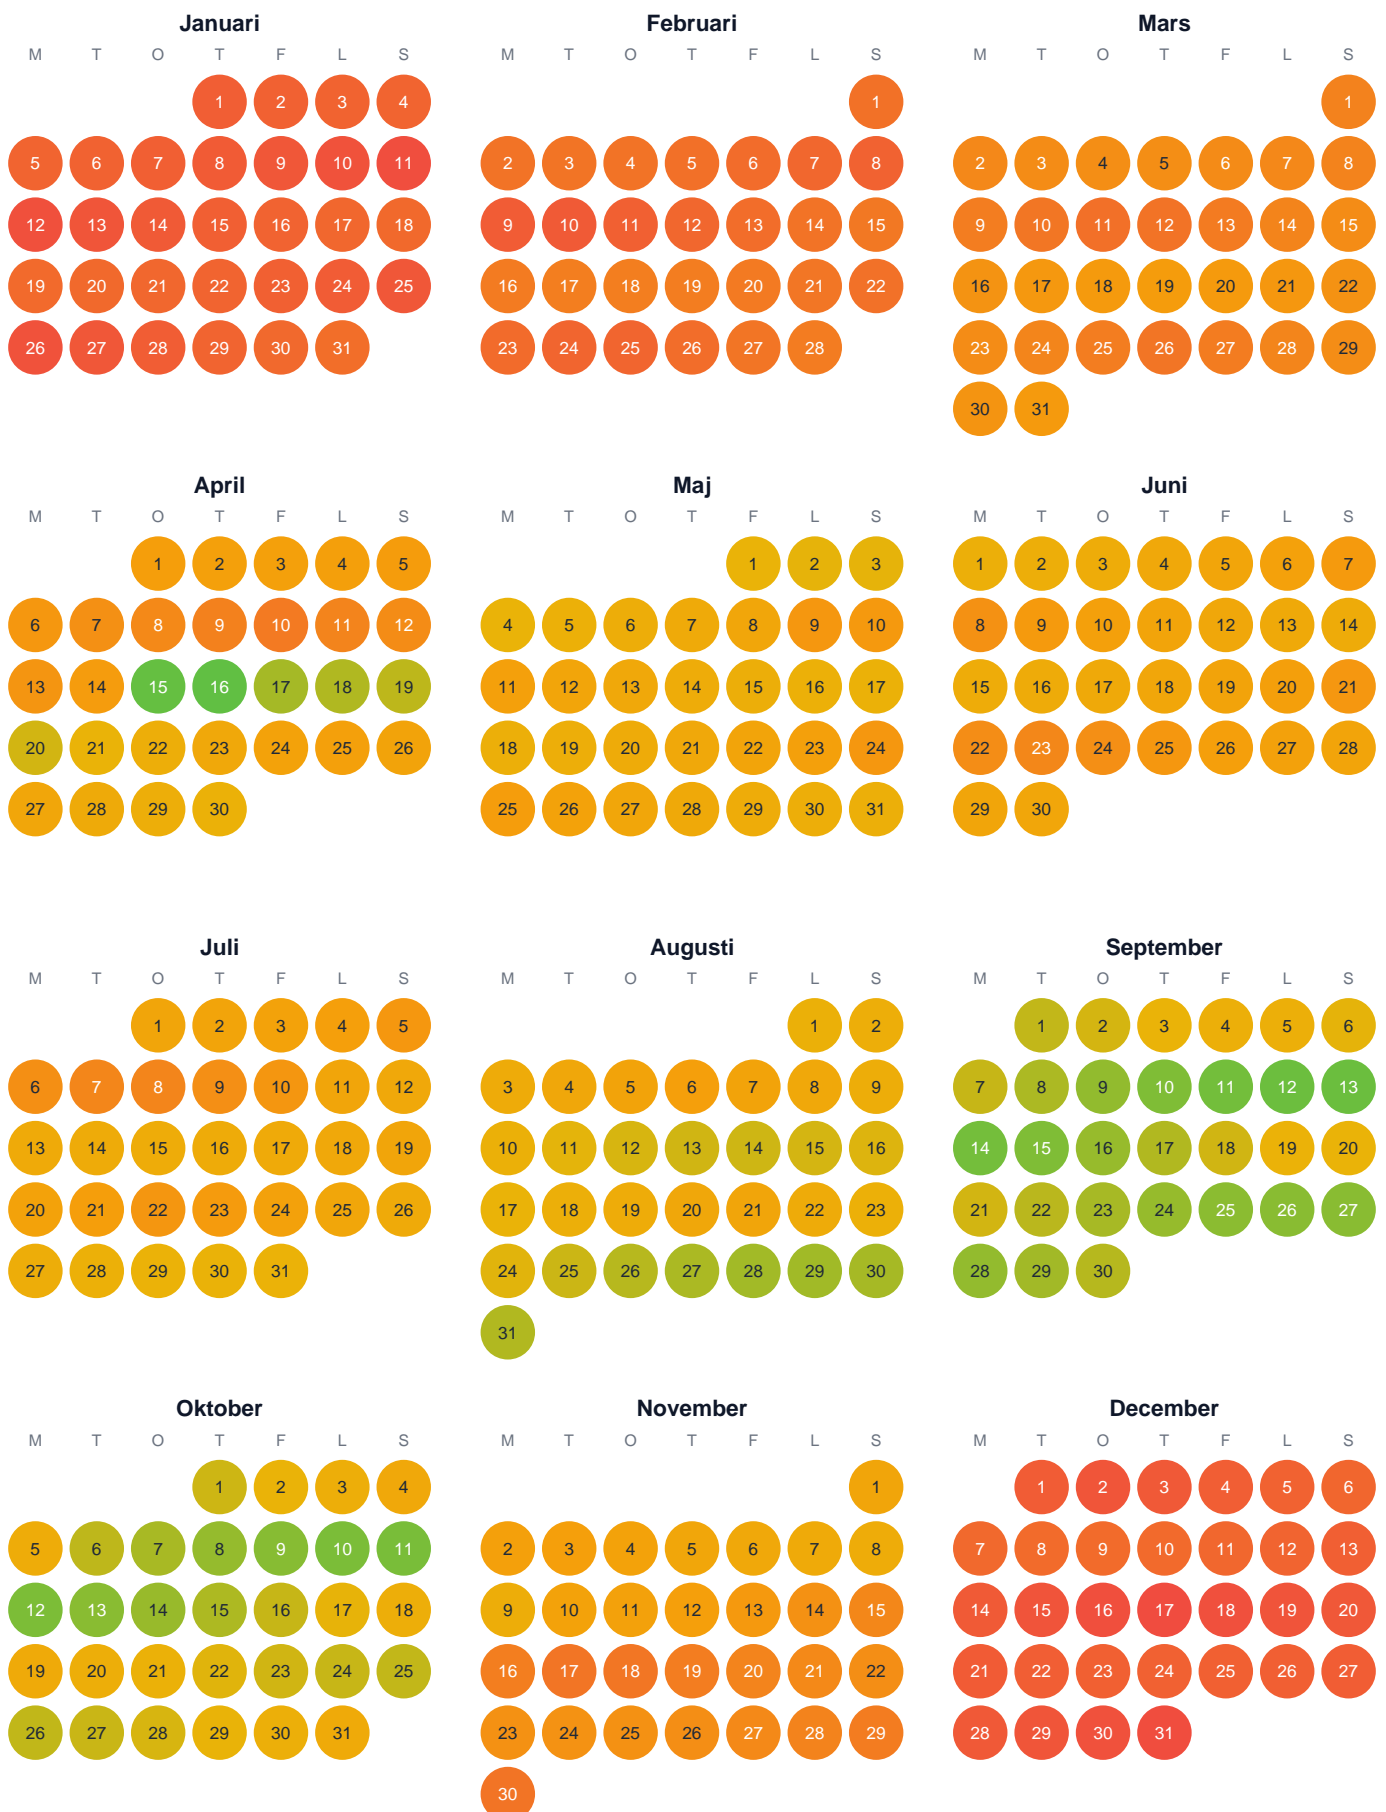 Januari Februari Mars
M T O T F L S M T O T F L S M T O T F L S
1 2 3 4 1 1
5 6 7 8 9 10 11 2 3 4 5 6 7 8 2 3 4 5 6 7 8
12 13 14 15 16 17 18 9 10 11 12 13 14 15 9 10 11 12 13 14 15
19 20 21 22 23 24 25 16 17 18 19 20 21 22 16 17 18 19 20 21 22
26 27 28 29 30 31 23 24 25 26 27 28 23 24 25 26 27 28 29
30 31
April Maj Juni
M T O T F L S M T O T F L S M T O T F L S
1 2 3 4 5 1 2 3 1 2 3 4 5 6 7
6 7 8 9 10 11 12 4 5 6 7 8 9 10 8 9 10 11 12 13 14
13 14 15 16 17 18 19 11 12 13 14 15 16 17 15 16 17 18 19 20 21
20 21 22 23 24 25 26 18 19 20 21 22 23 24 22 23 24 25 26 27 28
27 28 29 30 25 26 27 28 29 30 31 29 30
Juli Augusti September
M T O T F L S M T O T F L S M T O T F L S
1 2 3 4 5 1 2 1 2 3 4 5 6
6 7 8 9 10 11 12 3 4 5 6 7 8 9 7 8 9 10 11 12 13
13 14 15 16 17 18 19 10 11 12 13 14 15 16 14 15 16 17 18 19 20
20 21 22 23 24 25 26 17 18 19 20 21 22 23 21 22 23 24 25 26 27
27 28 29 30 31 24 25 26 27 28 29 30 28 29 30
31
Oktober November December
M T O T F L S M T O T F L S M T O T F L S
1 2 3 4 1 1 2 3 4 5 6
5 6 7 8 9 10 11 2 3 4 5 6 7 8 7 8 9 10 11 12 13
12 13 14 15 16 17 18 9 10 11 12 13 14 15 14 15 16 17 18 19 20
19 20 21 22 23 24 25 16 17 18 19 20 21 22 21 22 23 24 25 26 27
26 27 28 29 30 31 23 24 25 26 27 28 29 28 29 30 31
30